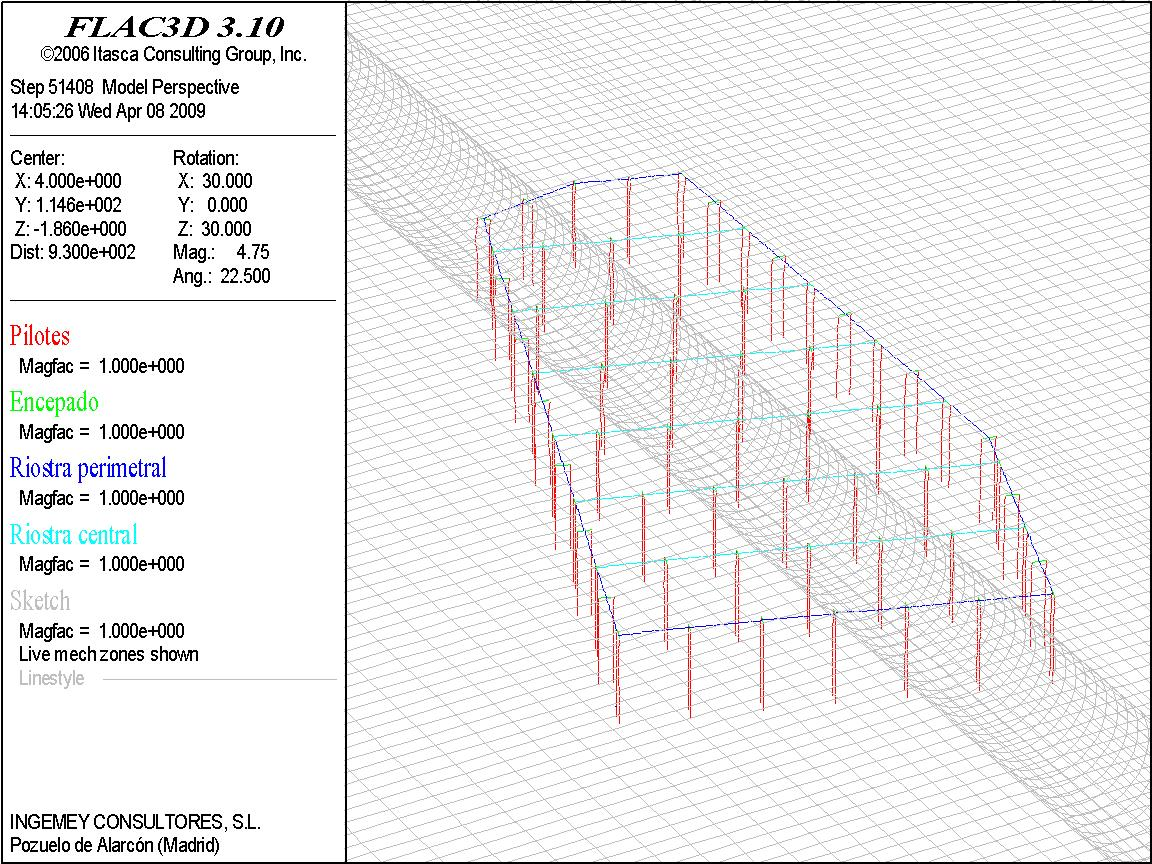 FLAC3D 3.10
©2006 Itasca Consulting Group, Inc.
Step 51408  Model Perspective
14:05:26 Wed Apr 08 2009
Center:
X: 4.000e+000
Y: 1.146e+002
Z: -1.860e+000
Dist: 9.300e+002
Rotation:
X: 30.000
Y: 0.000
Z: 30.000
Mag.: 4.75
Ang.: 22.500
Pilotes
Magfac = 1.000e+000
Encepado
Magfac = 1.000e+000
Riostra perimetral
Magfac = 1.000e+000
Riostra central
Magfac = 1.000e+000
Sketch
Magfac = 1.000e+000
Live mech zones shown
Linestyle
INGEMEY CONSULTORES, S.L.
Pozuelo de Alarcón (Madrid)